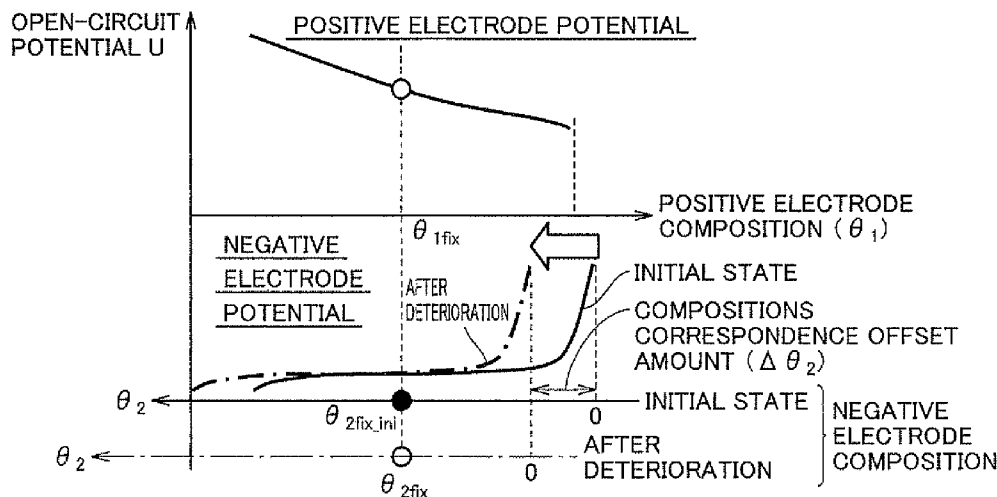 OPEN-CIRCUIT
POTENTIAL U
POSITIVE ELECTRODE POTENTIAL
θ1fix
POSITIVE ELECTRODE
COMPOSITION (θ1)
NEGATIVE
ELECTRODE
POTENTIAL
AFTER
DETERIORATION
INITIAL STATE
COMPOSITIONS
CORRESPONDENCE OFFSET
AMOUNT (Δθ2)
θ2
θ2fix_ini
0
INITIAL STATE
NEGATIVE
ELECTRODE
COMPOSITION
θ2
θ2fix
0
AFTER
DETERIORATION